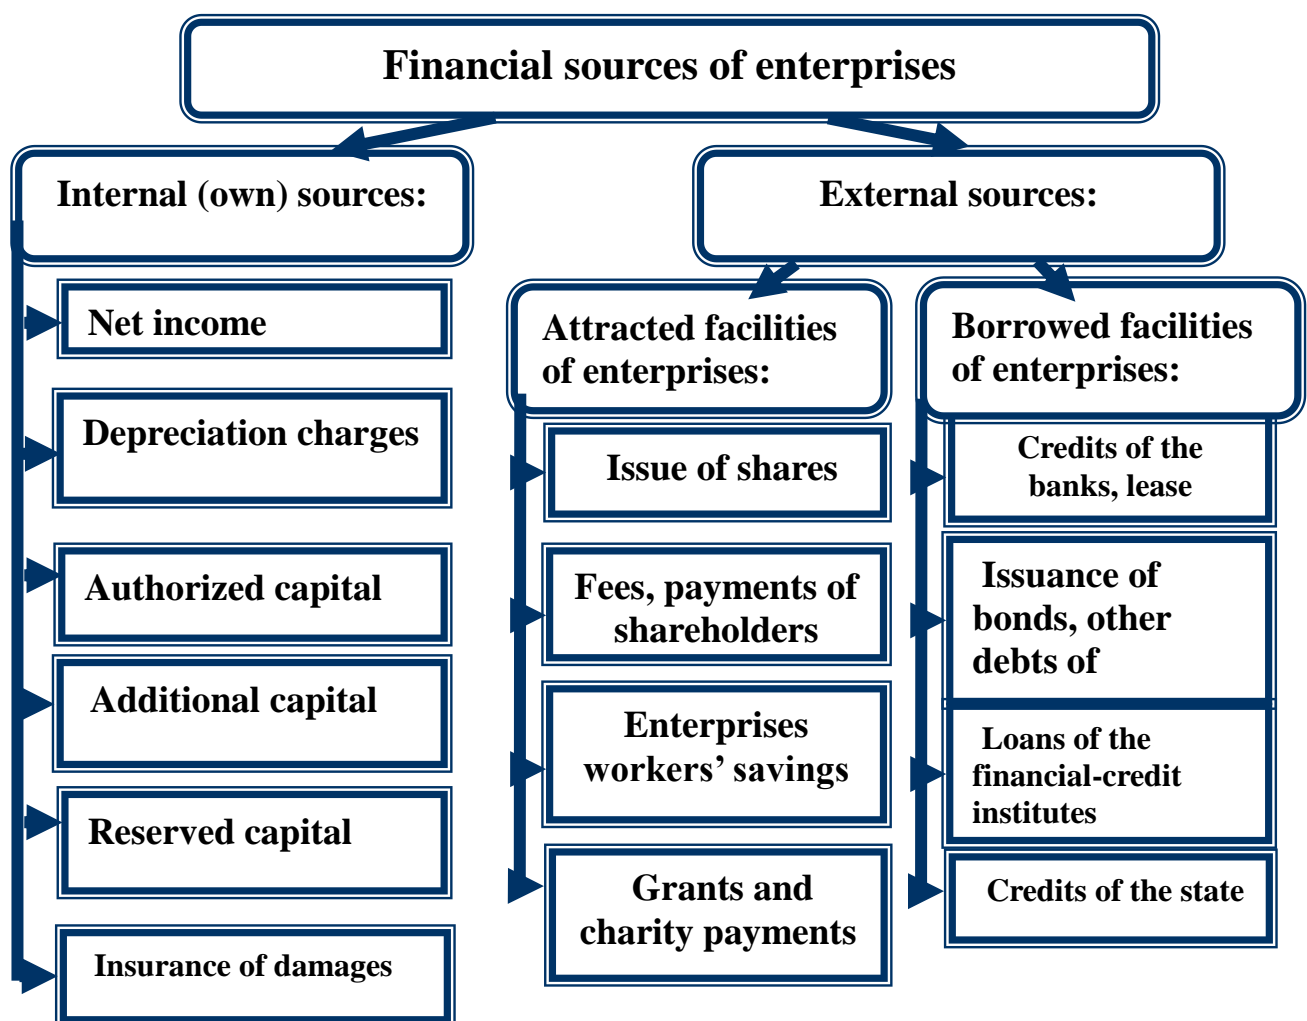 Financial sources of enterprises
Internal (own) sources:
Net income
Depreciation charges
Authorized capital
Additional capital
Reserved capital
Insurance of damages
External sources:
Attracted facilities
of enterprises:
Issue of shares
Fees, payments of
shareholders
Enterprises
workers’ savings
Grants and
charity payments
Borrowed facilities
of enterprises:
Credits of the
banks, lease
Issuance of
bonds, other
debts of
Loans of the
financial-credit
institutes
Credits of the state